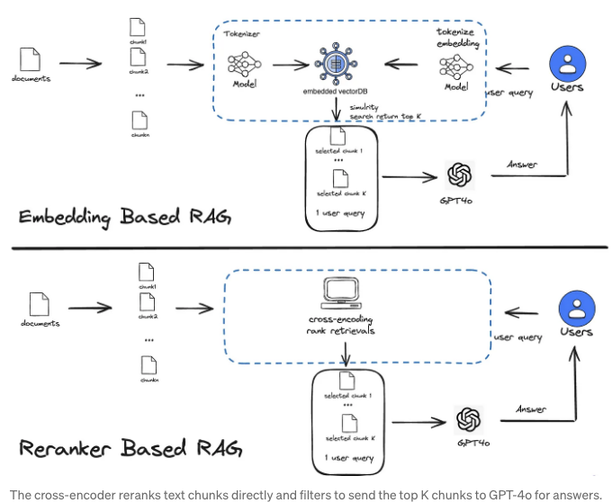 documents
chunk1
chunk2
...
chunkn
Tokenizer
Model
embedded vectorDB
tokenize
embedding
Model
user query
Users
simulrity
search return top K
selected chunk 1
...
selected chunk K
1 user query
GPT4o
Answer
Embedding Based RAG
documents
chunk1
chunk2
...
chunkn
cross-encoding
rank retrievals
user query
Users
selected chunk 1
...
selected chunk K
1 user query
GPT4o
Answer
Reranker Based RAG
The cross-encoder reranks text chunks directly and filters to send the top K chunks to GPT-4o for answers.